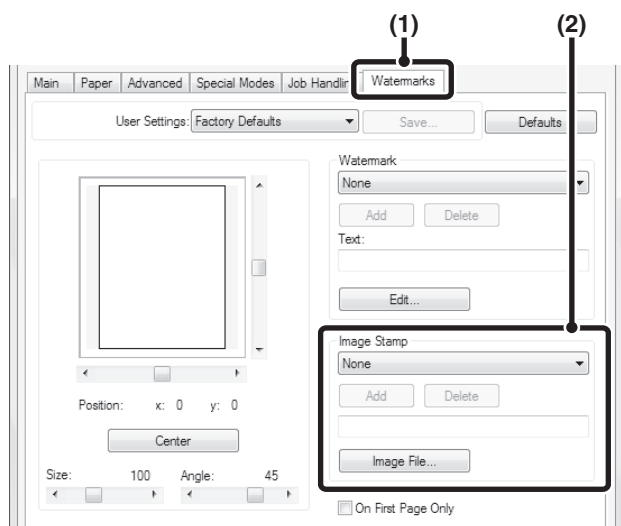 (1) (2)
Main Paper Advanced Special Modes Job Handlin Watermarks
User Settings: Factory Defaults Save... Defaults
Watermark
None
Add Delete
Text:
Edit...
Image Stamp
None
Add Delete
Image File...
On First Page Only
Position: x: 0 y: 0
Center
Size: 100 Angle: 45